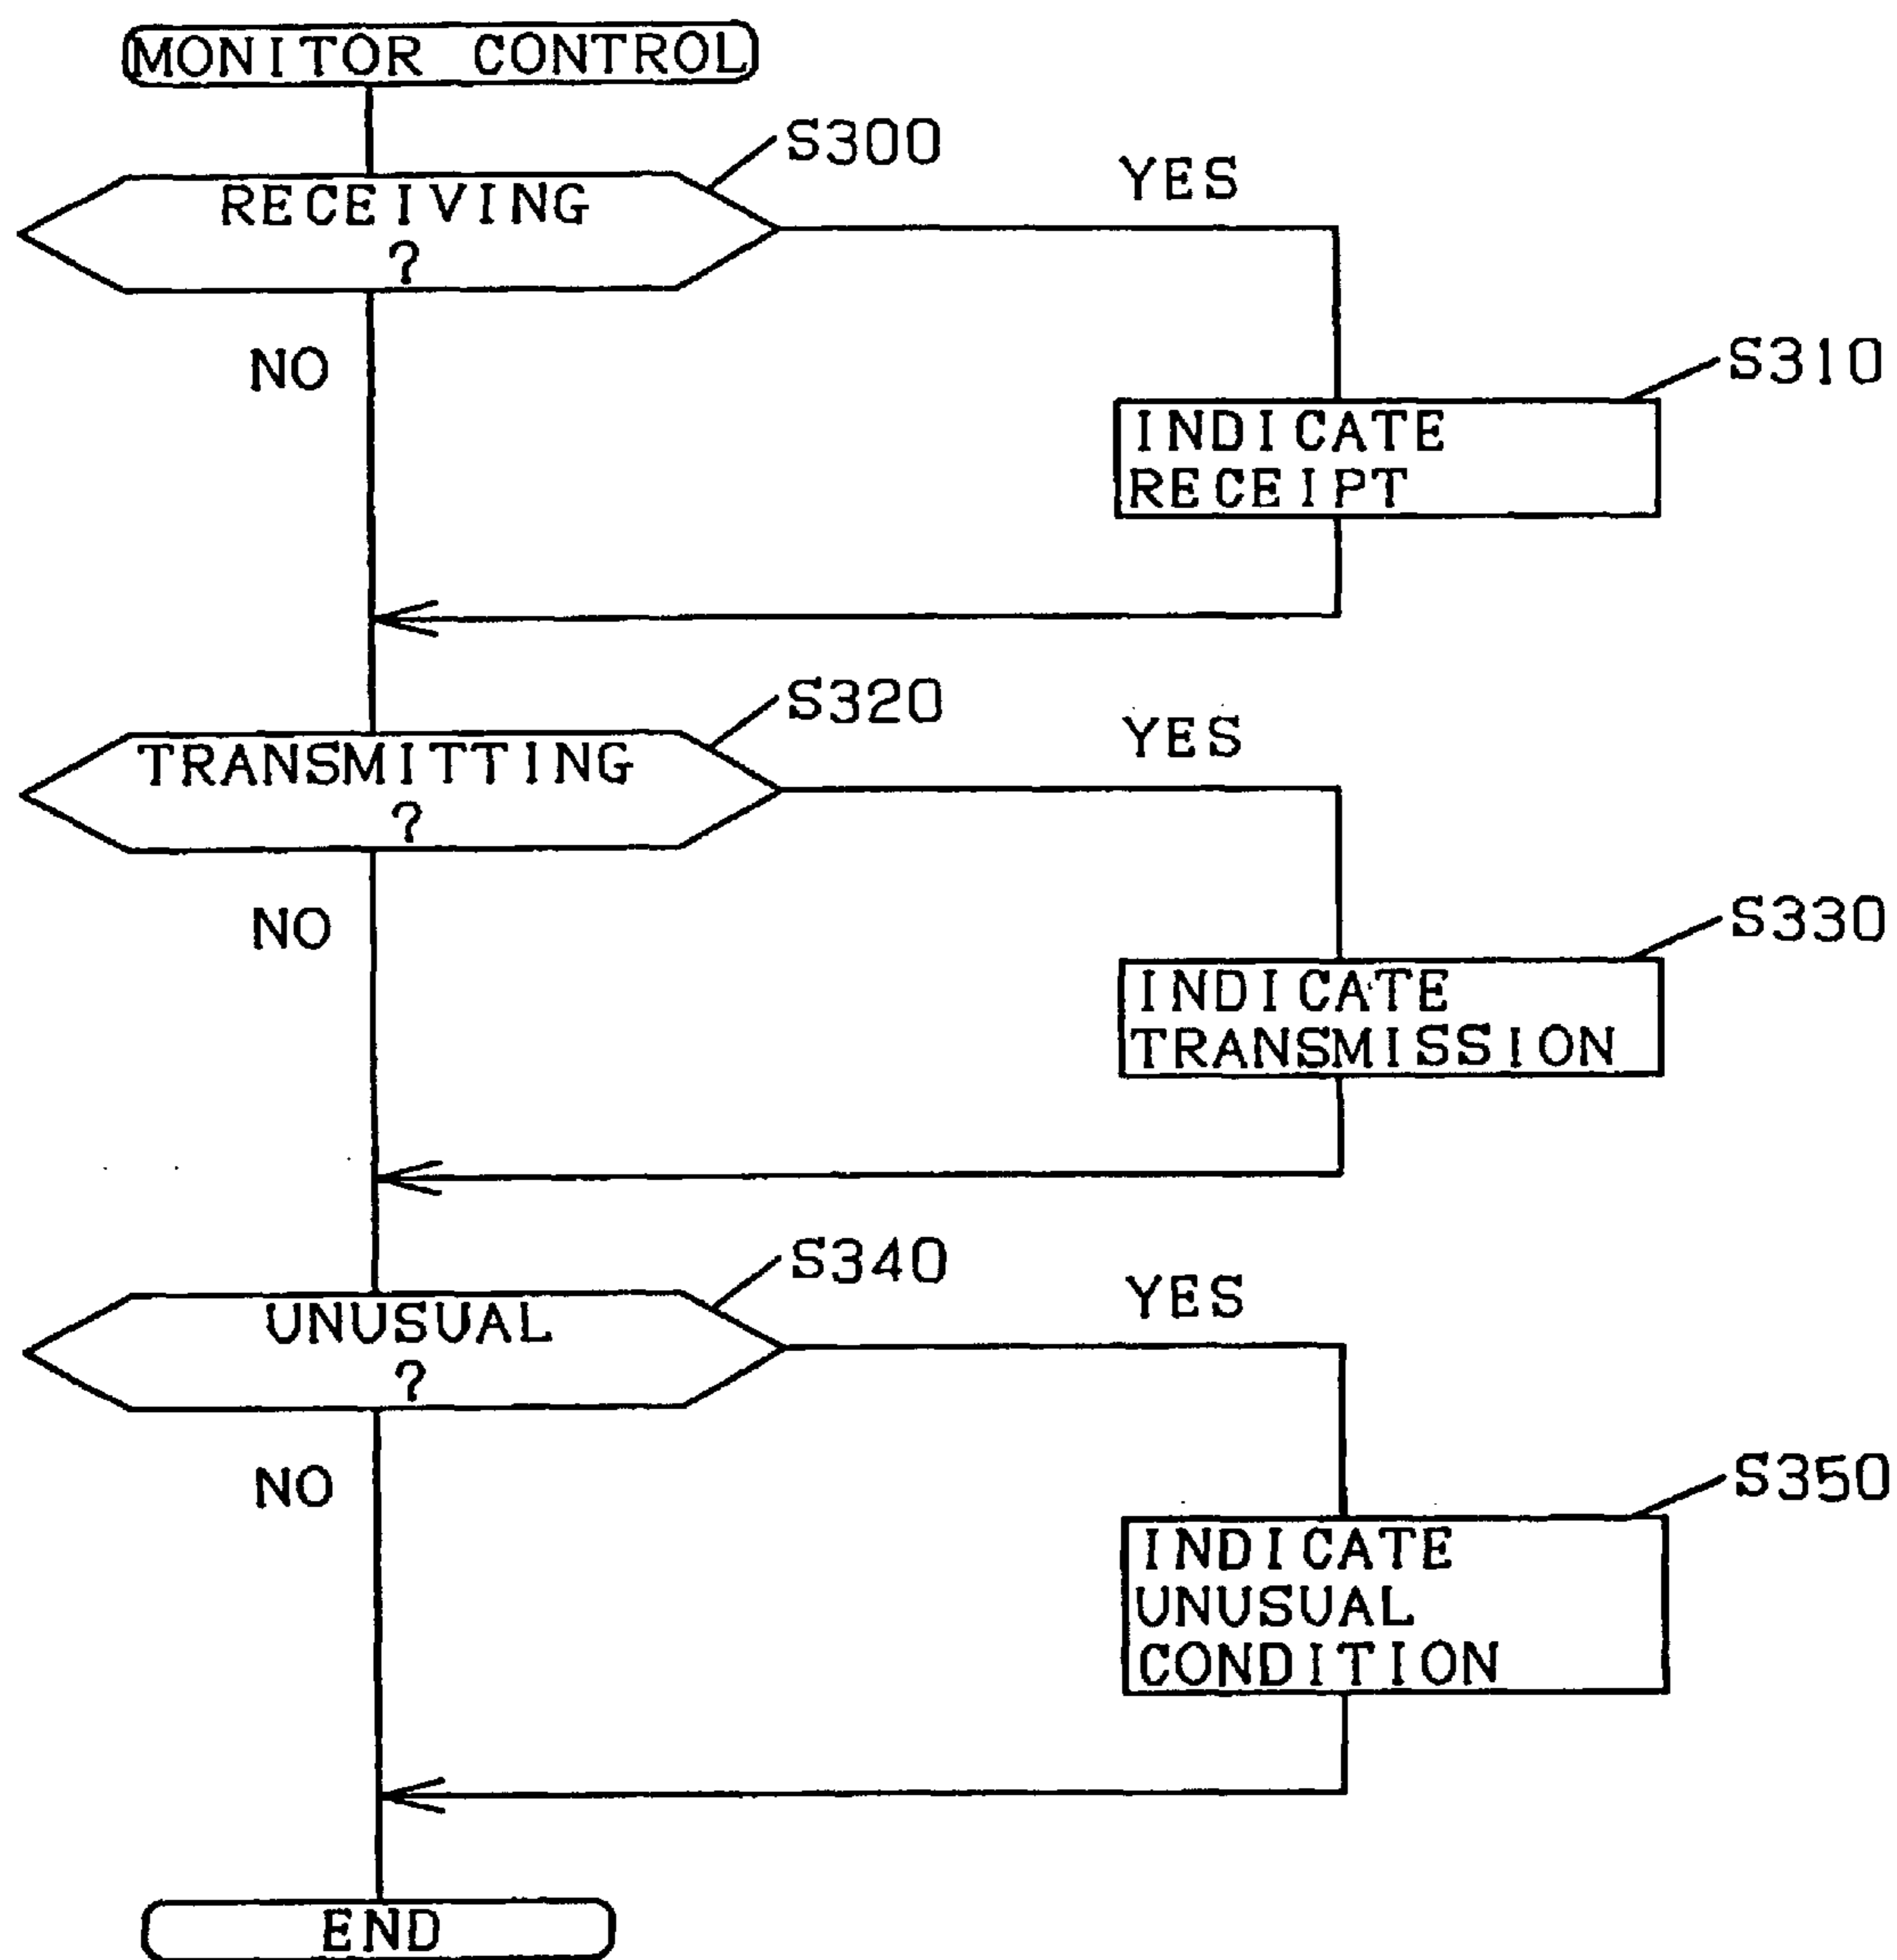 MONITOR CONTROL
S300
RECEIVING
?
YES
NO
S310
INDICATE
RECEIPT
S320
TRANSMITTING
?
YES
NO
S330
INDICATE
TRANSMISSION
S340
UNUSUAL
?
YES
NO
S350
INDICATE
UNUSUAL
CONDITION
END